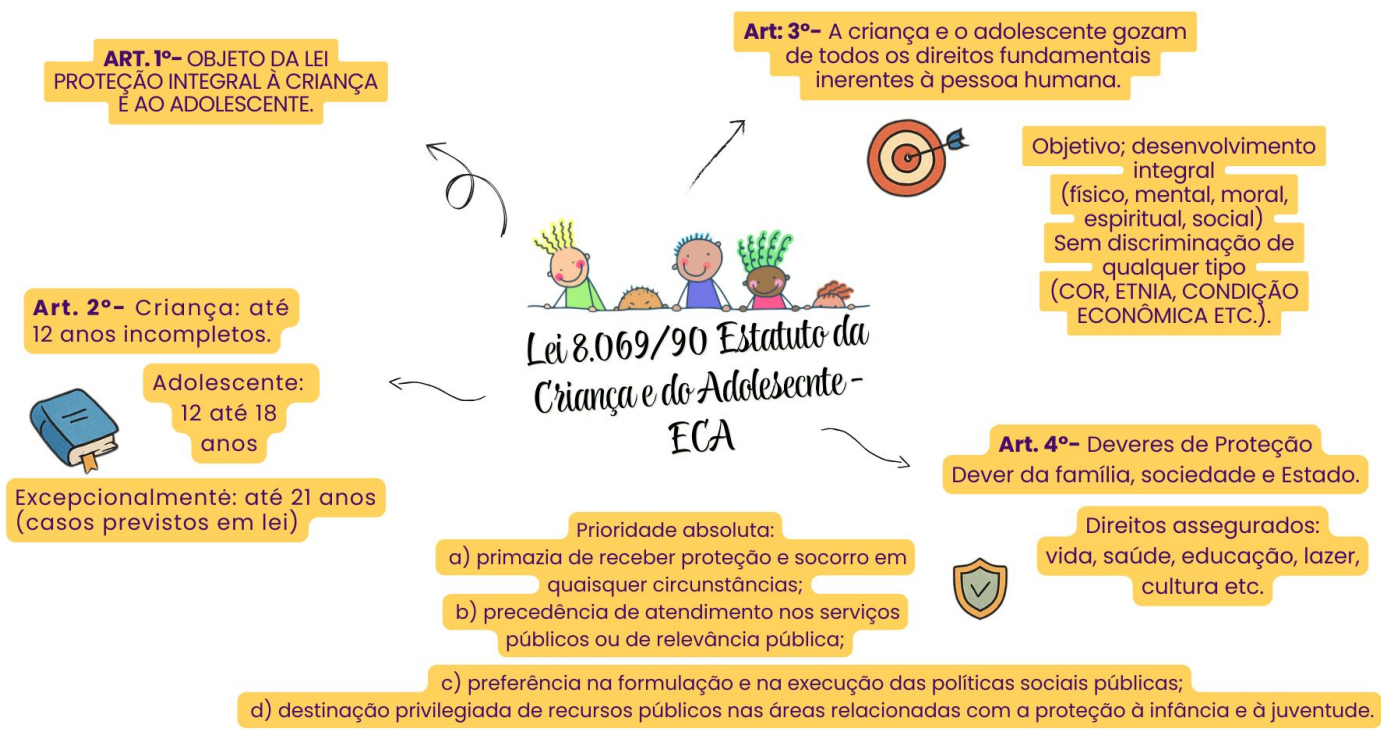 ART. 1º- OBJETO DA LEI
PROTEÇÃO INTEGRAL À CRIANÇA
E AO ADOLESCENTE.
Art: 3º- A criança e o adolescente gozam
de todos os direitos fundamentais
inerentes à pessoa humana.
Objetivo; desenvolvimento
integral
(físico, mental, moral,
espiritual, social)
Sem discriminação de
qualquer tipo
(COR, ETNIA, CONDIÇÃO
ECONÔMICA ETC.).
Art. 2º- Criança: até
12 anos incompletos.
Adolescente:
12 até 18
anos
Excepcionalmentė: até 21 anos
(casos previstos em lei)
Lei 8.069/90 Estatuto da
Criança e do Adolesecnte -
ECA
Art. 4º- Deveres de Proteção
Dever da família, sociedade e Estado.
Direitos assegurados:
vida, saúde, educação, lazer,
cultura etc.
Prioridade absoluta:
a) primazia de receber proteção e socorro em
quaisquer circunstâncias;
b) precedência de atendimento nos serviços
públicos ou de relevância pública;
c) preferência na formulação e na execução das políticas sociais públicas;
d) destinação privilegiada de recursos públicos nas áreas relacionadas com a proteção à infância e à juventude.